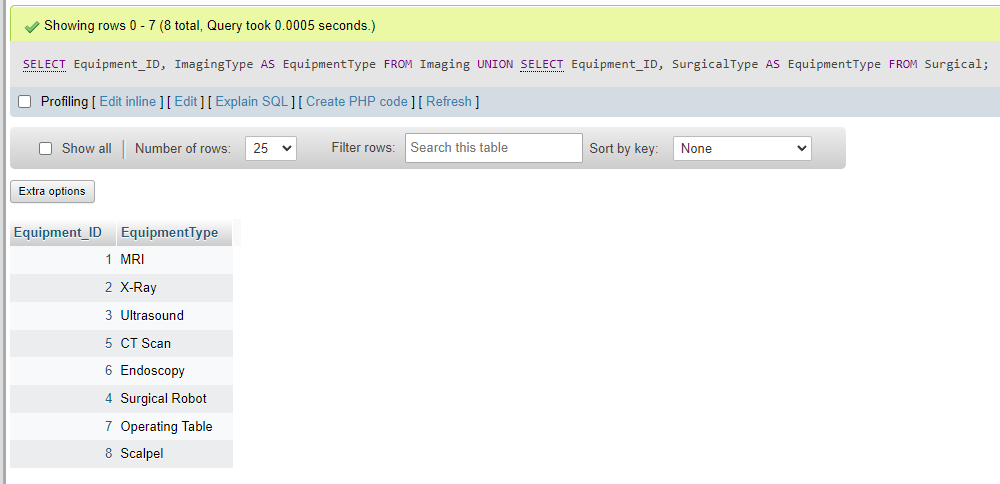 Showing rows 0 - 7 (8 total, Query took 0.0005 seconds.)
SELECT Equipment_ID, ImagingType AS EquipmentType FROM Imaging UNION SELECT Equipment_ID, SurgicalType AS EquipmentType FROM Surgical;
Profiling [ Edit inline ] [ Edit ] [ Explain SQL ] [ Create PHP code ] [ Refresh ]
Show all Number of rows: 25 Filter rows: Search this table Sort by key: None
Extra options
Equipment_ID EquipmentType
1 MRI
2 X-Ray
3 Ultrasound
5 CT Scan
6 Endoscopy
4 Surgical Robot
7 Operating Table
8 Scalpel